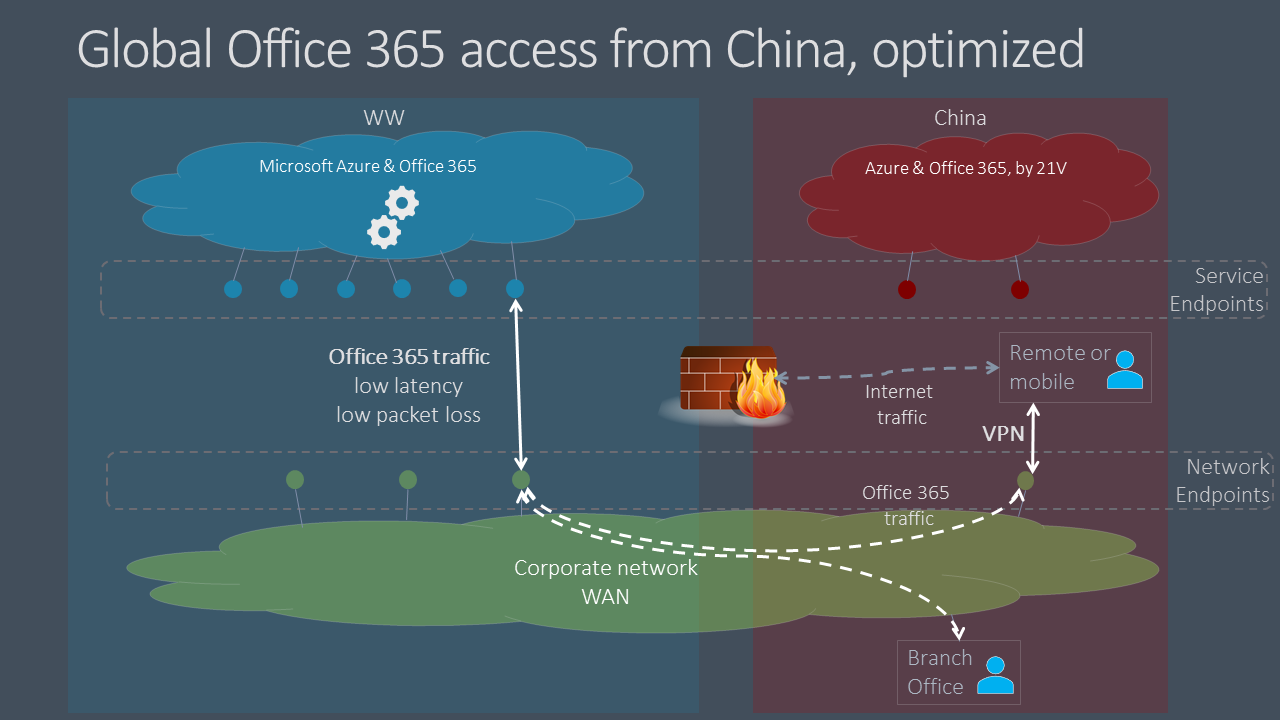 Global Office 365 access from China, optimized
WW
China
Microsoft Azure & Office 365
Azure & Office 365, by 21V
Service
Endpoints
Office 365 traffic
low latency
low packet loss
Remote or
mobile
Internet
traffic
VPN
Network
Endpoints
Office 365
traffic
Corporate network
WAN
Branch
Office